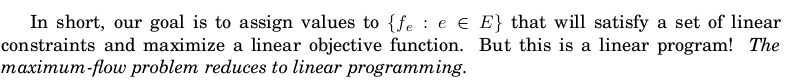 In short, our goal is to assign values to {fₑ : e ∈ E} that will satisfy a set of linear
constraints and maximize a linear objective function. But this is a linear program! The
maximum-flow problem reduces to linear programming.